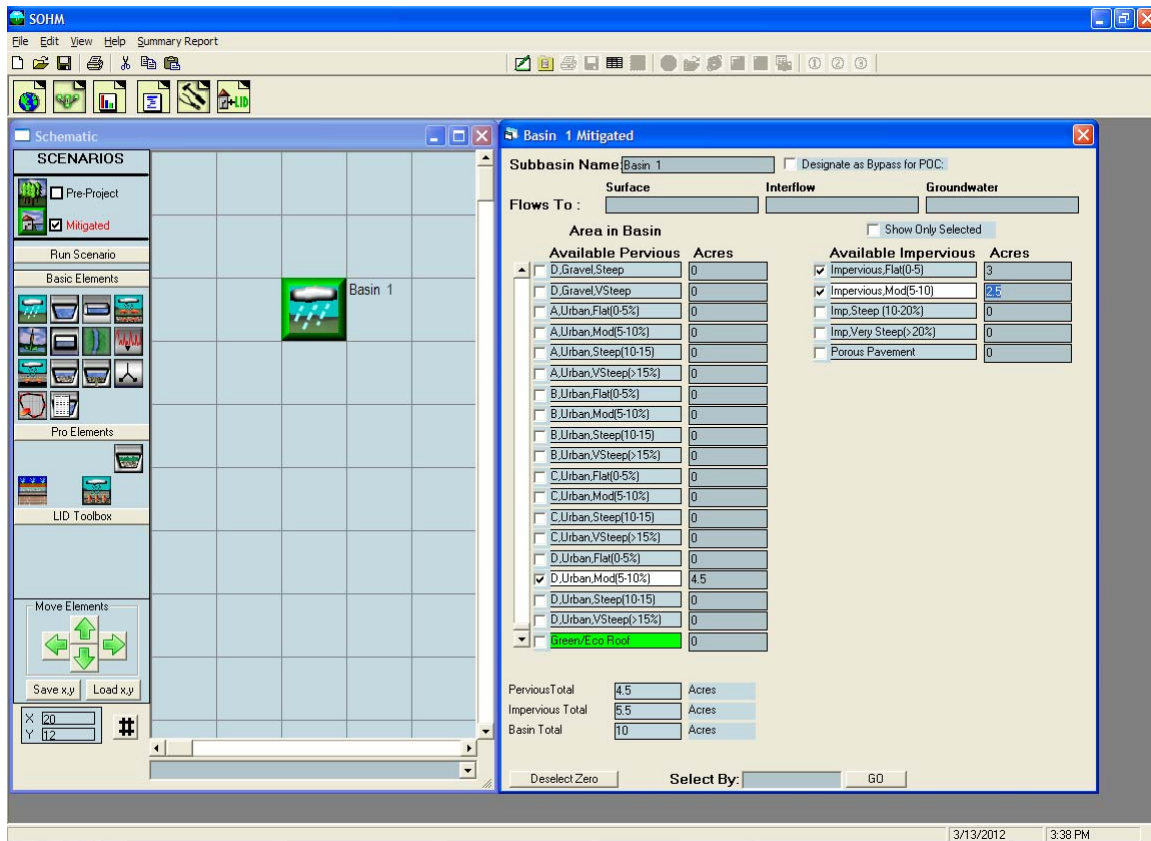 SOHM
File Edit View Help Summary Report
+LID
Schematic
SCENARIOS
Pre-Project
Mitigated
Run Scenario
Basic Elements
Pro Elements
LID Toolbox
Move Elements
Save x,y Load x,y
X 20
Y 12
#
Basin 1
Basin 1 Mitigated
Subbasin Name: Basin 1 Designate as Bypass for POC:
Surface Interflow Groundwater
Flows To :
Area in Basin Show Only Selected
Available Pervious Acres Available Impervious Acres
D,Gravel,Steep 0 Impervious,Flat(0-5) 3
D,Gravel,VSteep 0 Impervious,Mod(5-10) 2.5
A,Urban,Flat(0-5%) 0 Imp,Steep (10-20%) 0
A,Urban,Mod(5-10%) 0 Imp,Very Steep(>20%) 0
A,Urban,Steep(10-15) 0 Porous Pavement 0
A,Urban,VSteep(>15%) 0
B,Urban,Flat(0-5%) 0
B,Urban,Mod(5-10%) 0
B,Urban,Steep(10-15) 0
B,Urban,VSteep(>15%) 0
C,Urban,Flat(0-5%) 0
C,Urban,Mod(5-10%) 0
C,Urban,Steep(10-15) 0
C,Urban,VSteep(>15%) 0
D,Urban,Flat(0-5%) 0
D,Urban,Mod(5-10%) 4.5
D,Urban,Steep(10-15) 0
D,Urban,VSteep(>15%) 0
Green/Eco Roof 0
PerviousTotal 4.5 Acres
Impervious Total 5.5 Acres
Basin Total 10 Acres
Deselect Zero Select By: GO
3/13/2012 3:38 PM